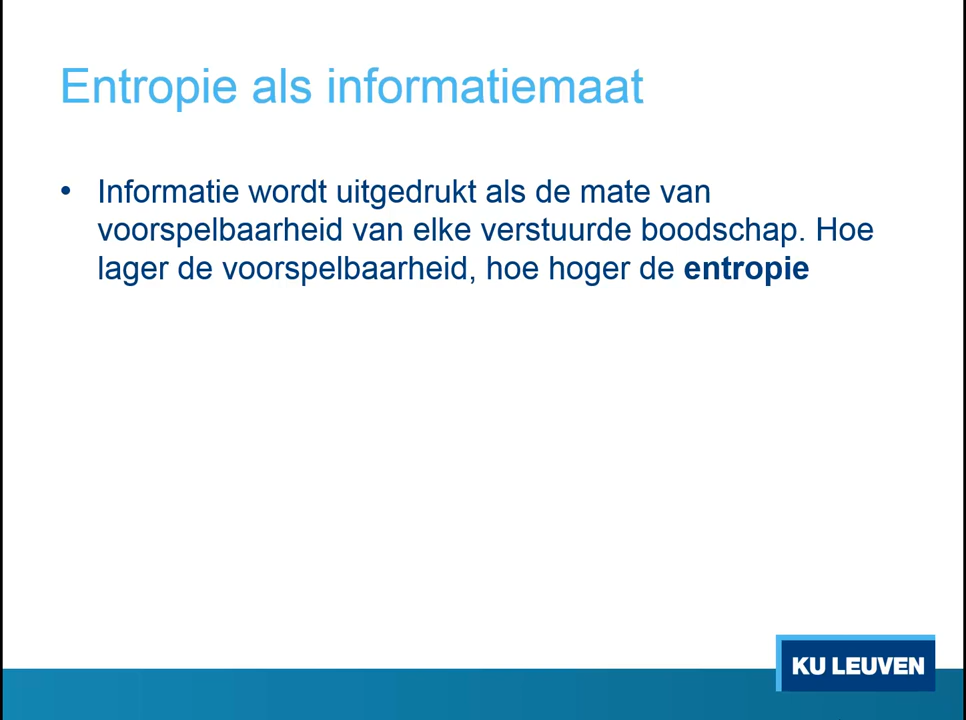 Entropie als informatiemaat
• Informatie wordt uitgedrukt als de mate van
voorspelbaarheid van elke verstuurde boodschap. Hoe
lager de voorspelbaarheid, hoe hoger de entropie
KU LEUVEN